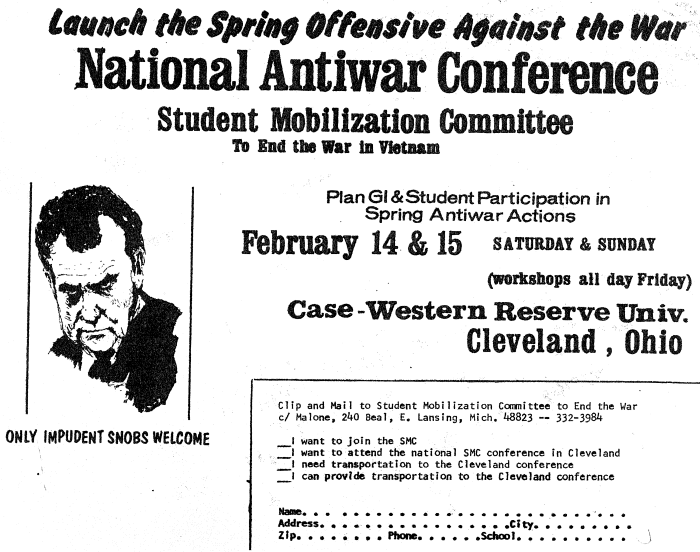 Launch the Spring Offensive Against the War
National Antiwar Conference
Student Mobilization Committee
To End the War in Vietnam
Plan GI & Student Participation in
Spring Antiwar Actions
February 14 & 15 SATURDAY & SUNDAY
(workshops all day Friday)
Case-Western Reserve Univ.
Cleveland, Ohio
ONLY IMPUDENT SNOBS WELCOME
Clip and Mail to Student Mobilization Committee to End the War
c/ Malone, 240 Beal, E. Lansing, Mich. 48823 -- 332-3984
__I want to join the SMC
__I want to attend the national SMC conference in Cleveland
__I need transportation to the Cleveland conference
__I can provide transportation to the Cleveland conference
Name. . . . . . . . . . . . . . . . . . . . . . . . . . .
Address. . . . . . . . . . . . . . .City. . . . . . . . .
Zip. . . . . . . . Phone. . . . . .School. . . . . . . . . .